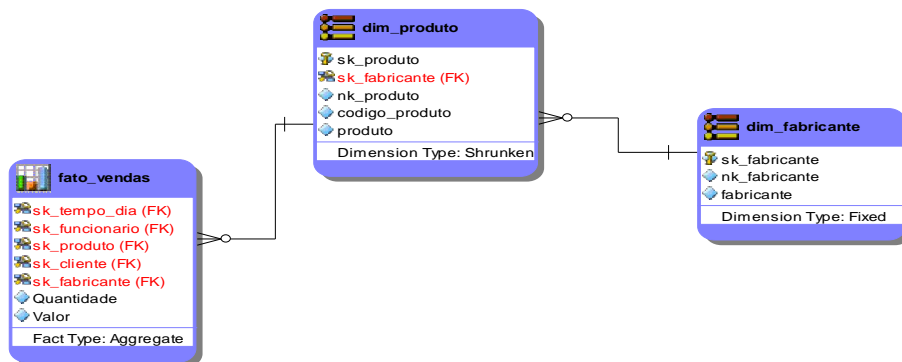 dim_produto
sk_produto
sk_fabricante (FK)
nk_produto
codigo_produto
produto
Dimension Type: Shrunken
dim_fabricante
sk_fabricante
nk_fabricante
fabricante
Dimension Type: Fixed
fato_vendas
sk_tempo_dia (FK)
sk_funcionario (FK)
sk_produto (FK)
sk_cliente (FK)
sk_fabricante (FK)
Quantidade
Valor
Fact Type: Aggregate